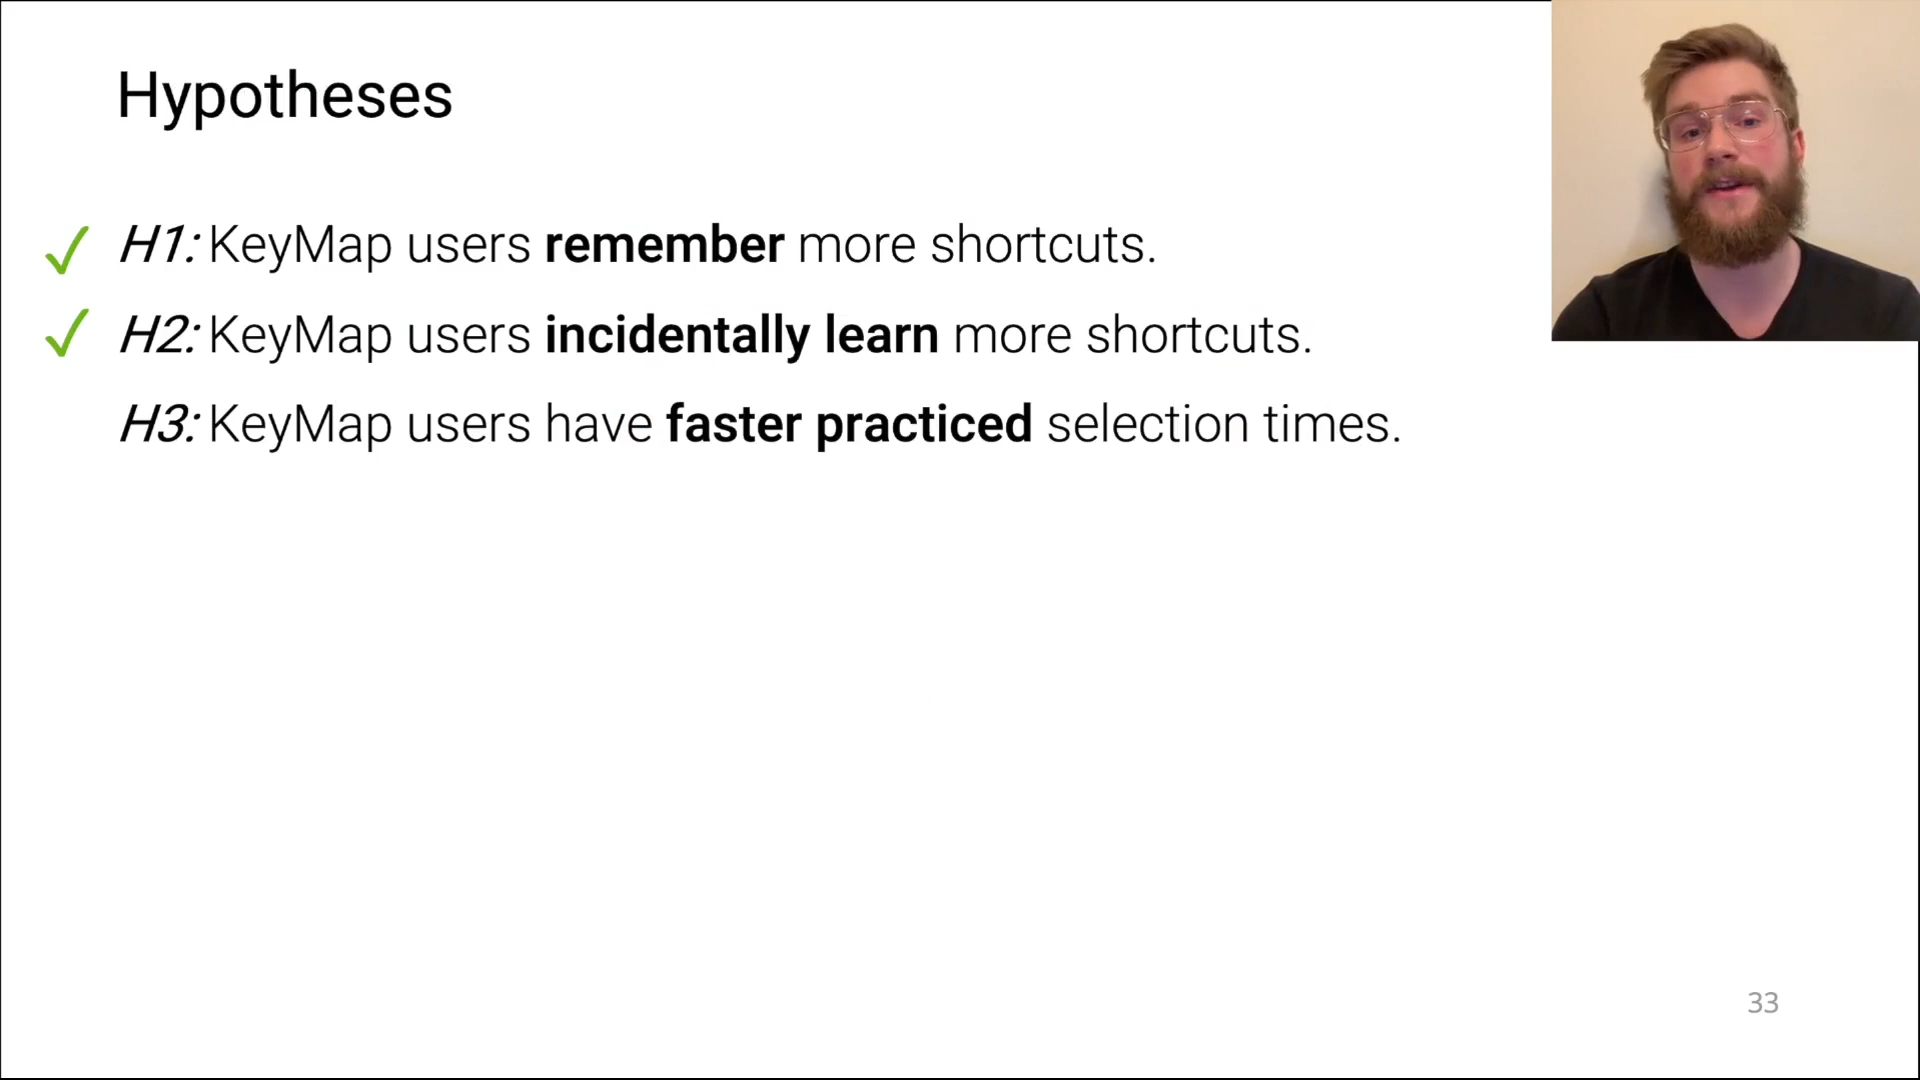 Hypotheses
✓ H1: KeyMap users remember more shortcuts.
✓ H2: KeyMap users incidentally learn more shortcuts.
H3: KeyMap users have faster practiced selection times.
33